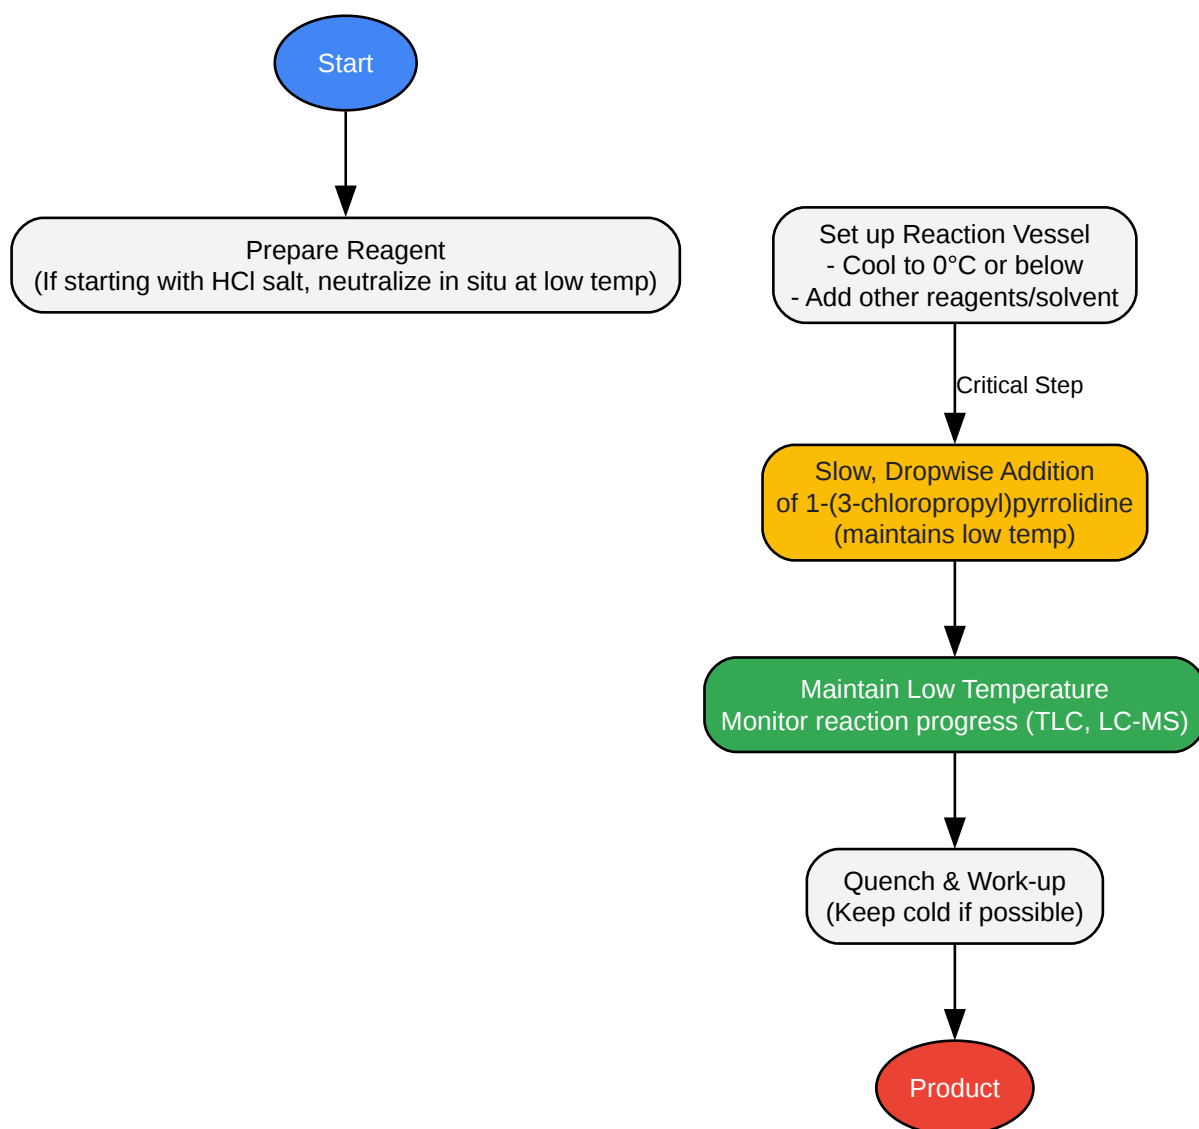 Start
Prepare Reagent
(If starting with HCl salt, neutralize in situ at low temp)
Set up Reaction Vessel
- Cool to 0°C or below
- Add other reagents/solvent
Critical Step
Slow, Dropwise Addition
of 1-(3-chloropropyl)pyrrolidine
(maintains low temp)
Maintain Low Temperature
Monitor reaction progress (TLC, LC-MS)
Quench & Work-up
(Keep cold if possible)
Product